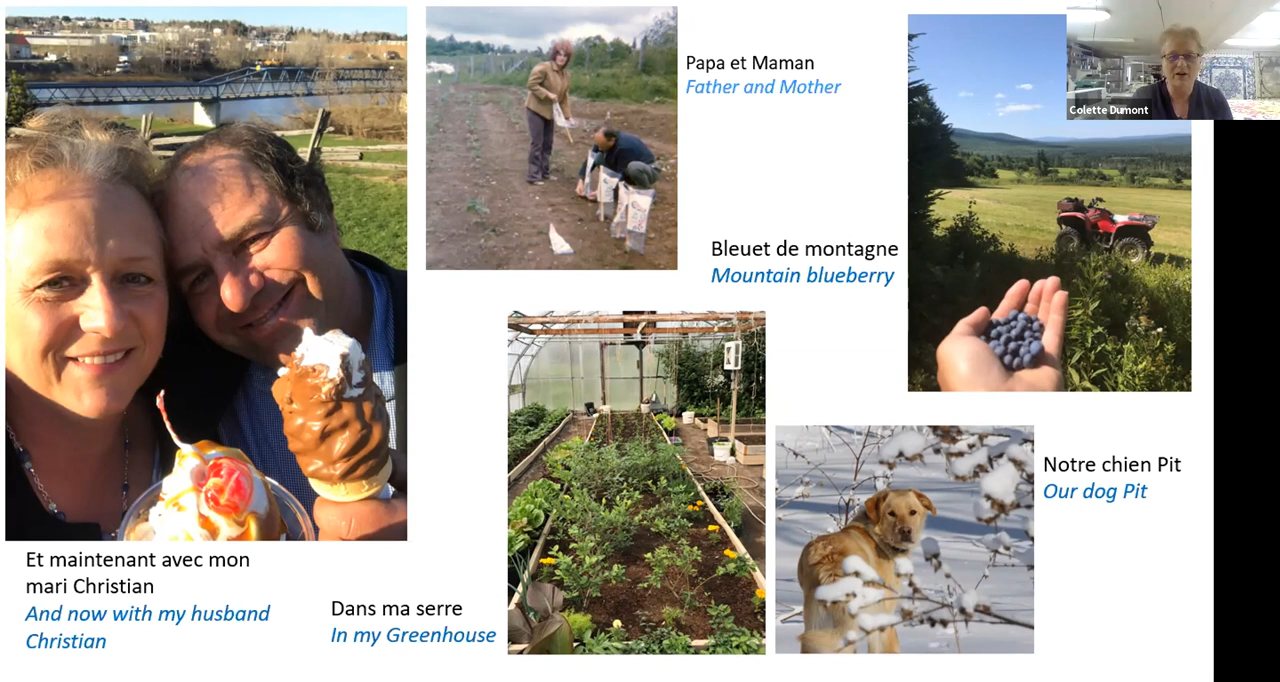 Papa et Maman
Father and Mother
Colette Dumont
Bleuet de montagne
Mountain blueberry
Notre chien Pit
Our dog Pit
Et maintenant avec mon
mari Christian
And now with my husband
Christian
Dans ma serre
In my Greenhouse